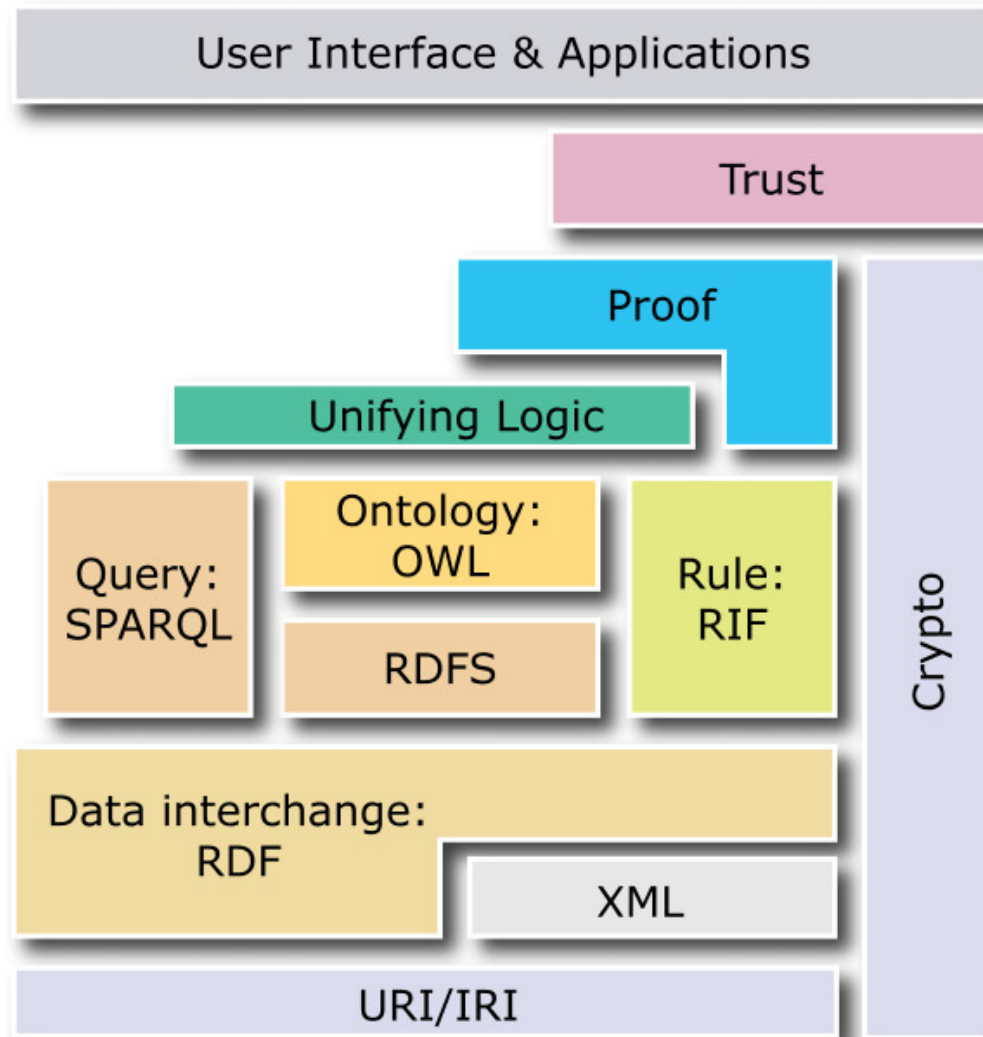 User Interface & Applications
Trust
Proof
Unifying Logic
Query:
SPARQL
Ontology:
OWL
RDFS
Rule:
RIF
Crypto
Data interchange:
RDF
XML
URI/IRI